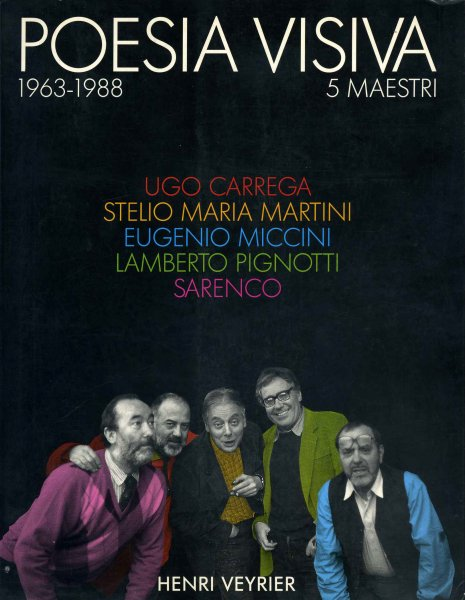 POESIA VISIVA
1963-1988 5 MAESTRI
UGO CARREGA
STELIO MARIA MARTINI
EUGENIO MICCINI
LAMBERTO PIGNOTTI
SARENCO
HENRI VEYRIER